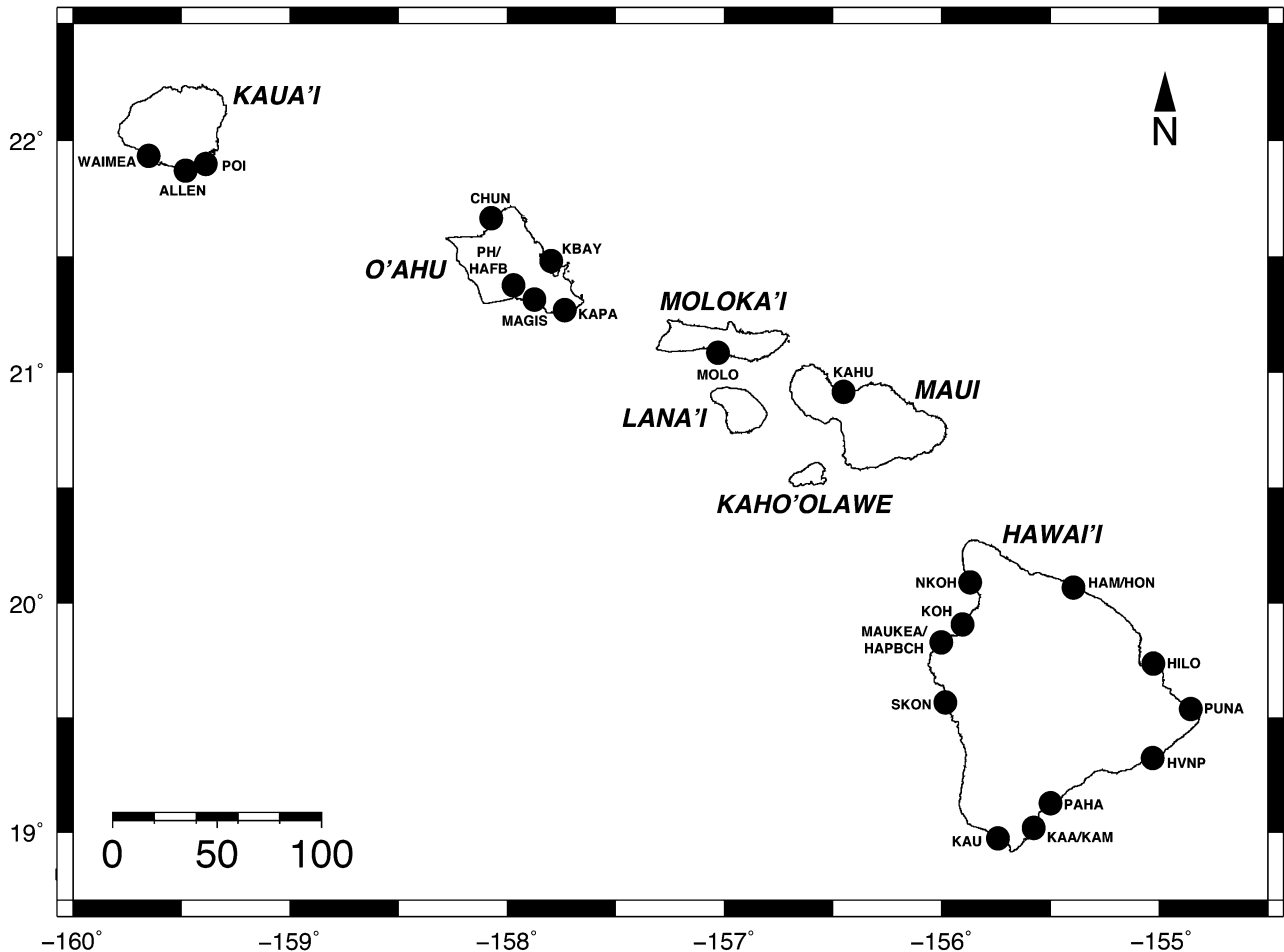 KAUA'I
N
22°
WAIMEA
POI
ALLEN
CHUN
KBAY
PH/
HAFB
O'AHU
MAGIS
KAPA
MOLOKA'I
MOLO
KAHU
21°
MAUI
LANA'I
KAHO'OLAWE
HAWAI'I
NKOH
HAM/HON
20°
KOH
MAUKEA/
HAPBCH
HILO
SKON
PUNA
HVNP
PAHA
19°
KAU
KAA/KAM
0 50 100
−160° −159° −158° −157° −156° −155°